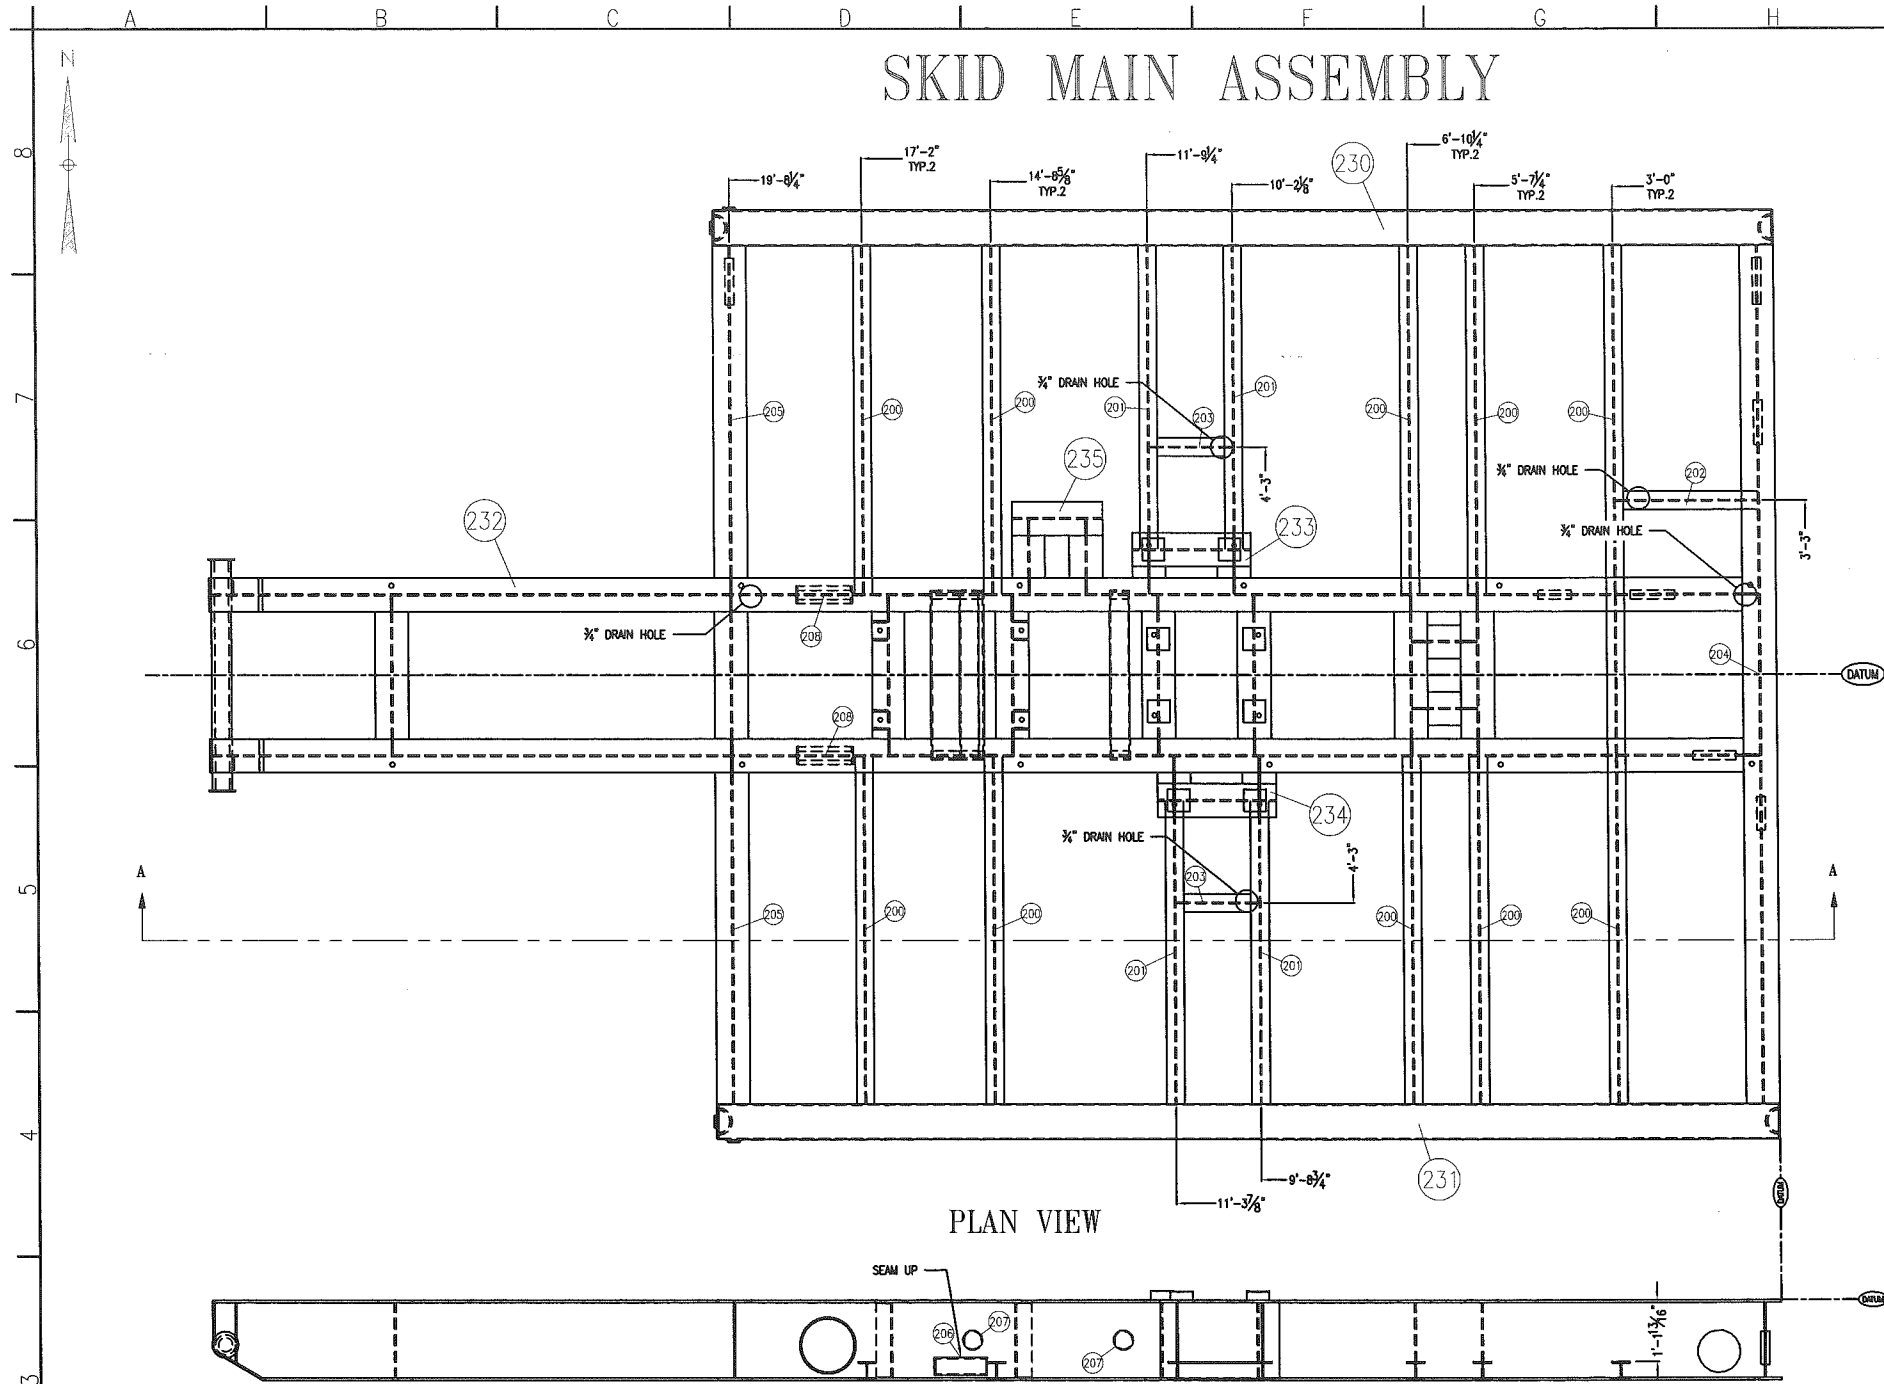 A B C D E F G H
N
SKID MAIN ASSEMBLY
8
17'-2"
TYP.2
11'-9¼"
6'-10¼"
TYP.2
230
19'-8¼"
14'-8⅝"
TYP.2
10'-2⅛"
5'-7¼"
TYP.2
3'-0"
TYP.2
7
¾" DRAIN HOLE
205
200
200
201
201
200
200
200
203
235
4'-3"
¾" DRAIN HOLE
202
232
233
¾" DRAIN HOLE
3'-3"
6
¾" DRAIN HOLE
208
204
DATUM
208
234
¾" DRAIN HOLE
4'-3"
A
A
5
203
205
200
200
200
200
200
201
201
4
9'-8¾"
231
11'-3⅞"
DATUM
PLAN VIEW
SEAM UP
DATUM
206
207
207
1'-1 13/16"
3